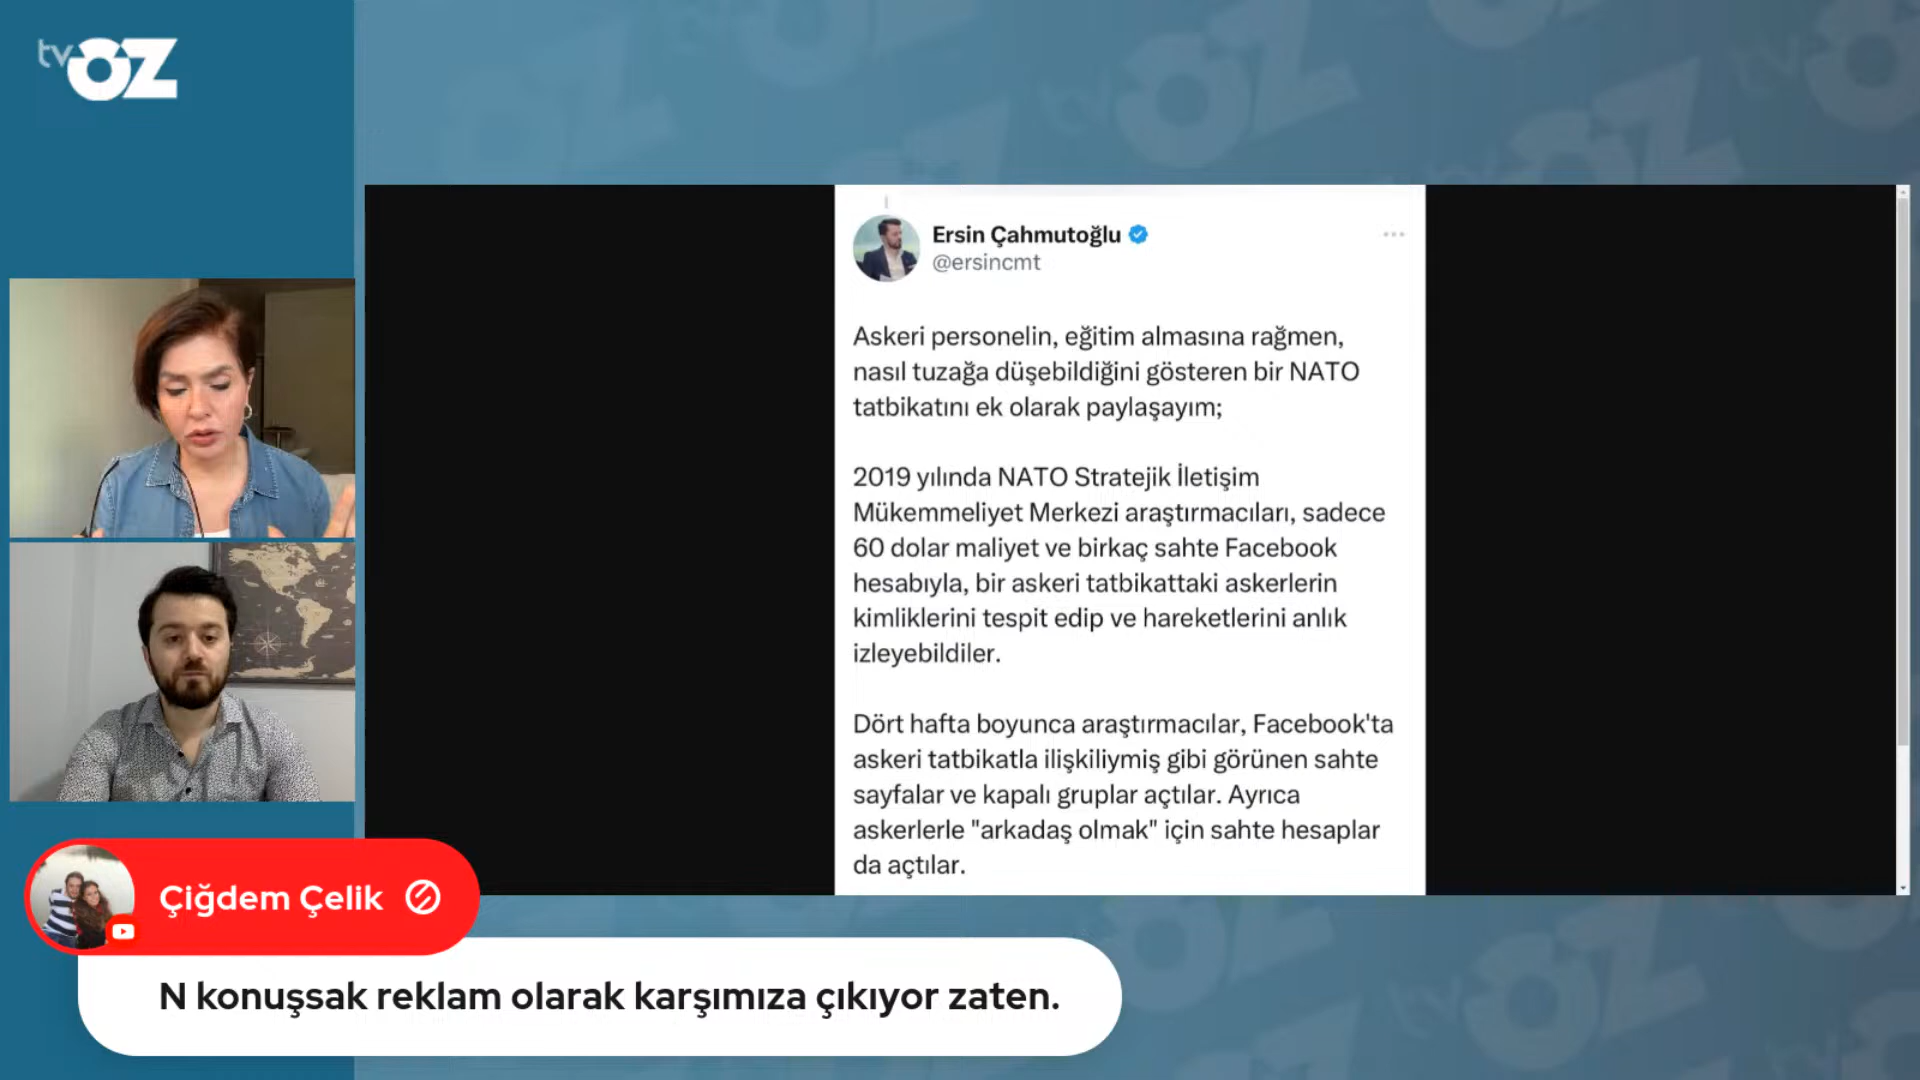 tvÖZ
Ersin Çahmutoğlu
@ersincmt
Askeri personelin, eğitim almasına rağmen,
nasıl tuzağa düşebildiğini gösteren bir NATO
tatbikatını ek olarak paylaşayım;
2019 yılında NATO Stratejik İletişim
Mükemmeliyet Merkezi araştırmacıları, sadece
60 dolar maliyet ve birkaç sahte Facebook
hesabıyla, bir askeri tatbikattaki askerlerin
kimliklerini tespit edip ve hareketlerini anlık
izleyebildiler.
Dört hafta boyunca araştırmacılar, Facebook'ta
askeri tatbikatla ilişkiliymiş gibi görünen sahte
sayfalar ve kapalı gruplar açtılar. Ayrıca
askerlerle "arkadaş olmak" için sahte hesaplar
da açtılar.
Çiğdem Çelik
N konuşsak reklam olarak karşımıza çıkıyor zaten.